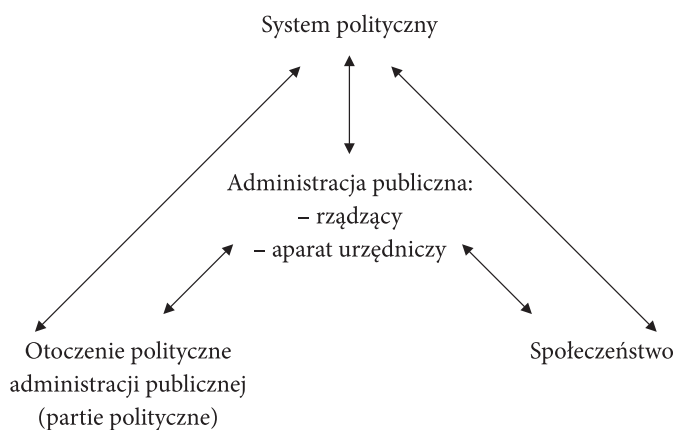 System polityczny
Administracja publiczna:
– rządzący
– aparat urzędniczy
Otoczenie polityczne
administracji publicznej
(partie polityczne)
Społeczeństwo